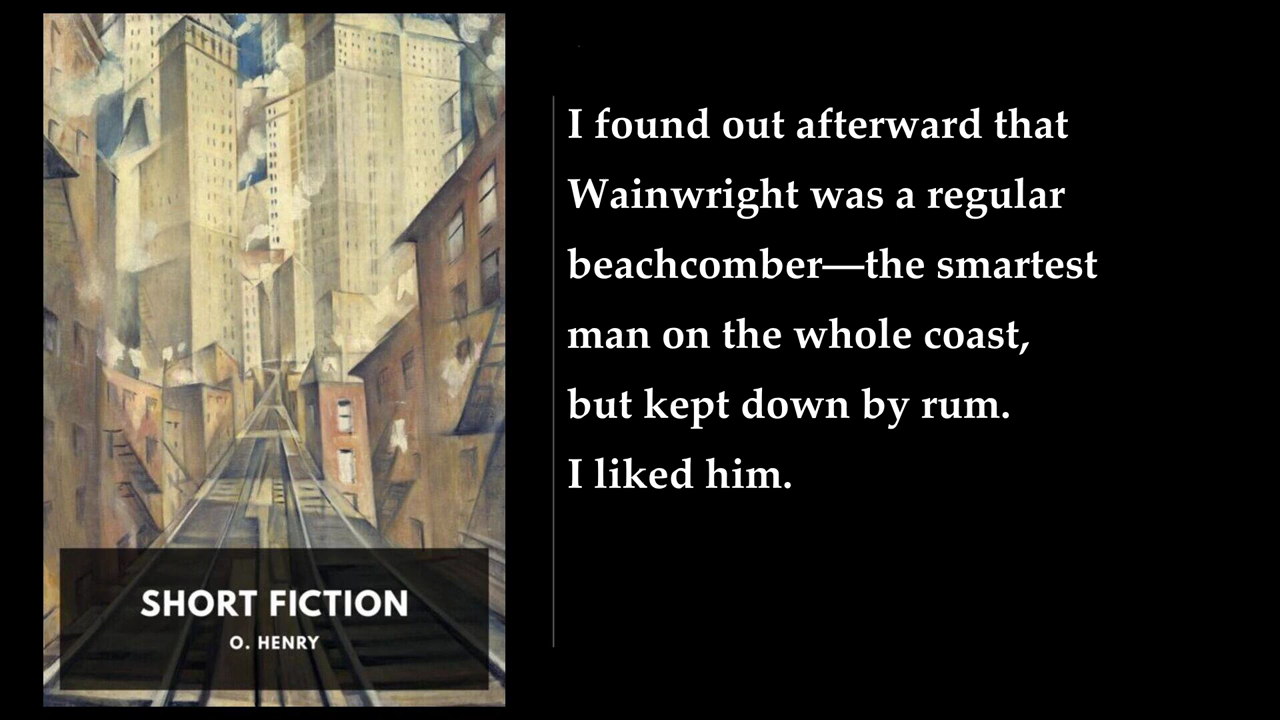 SHORT FICTION
O. HENRY
I found out afterward that
Wainwright was a regular
beachcomber—the smartest
man on the whole coast,
but kept down by rum.
I liked him.